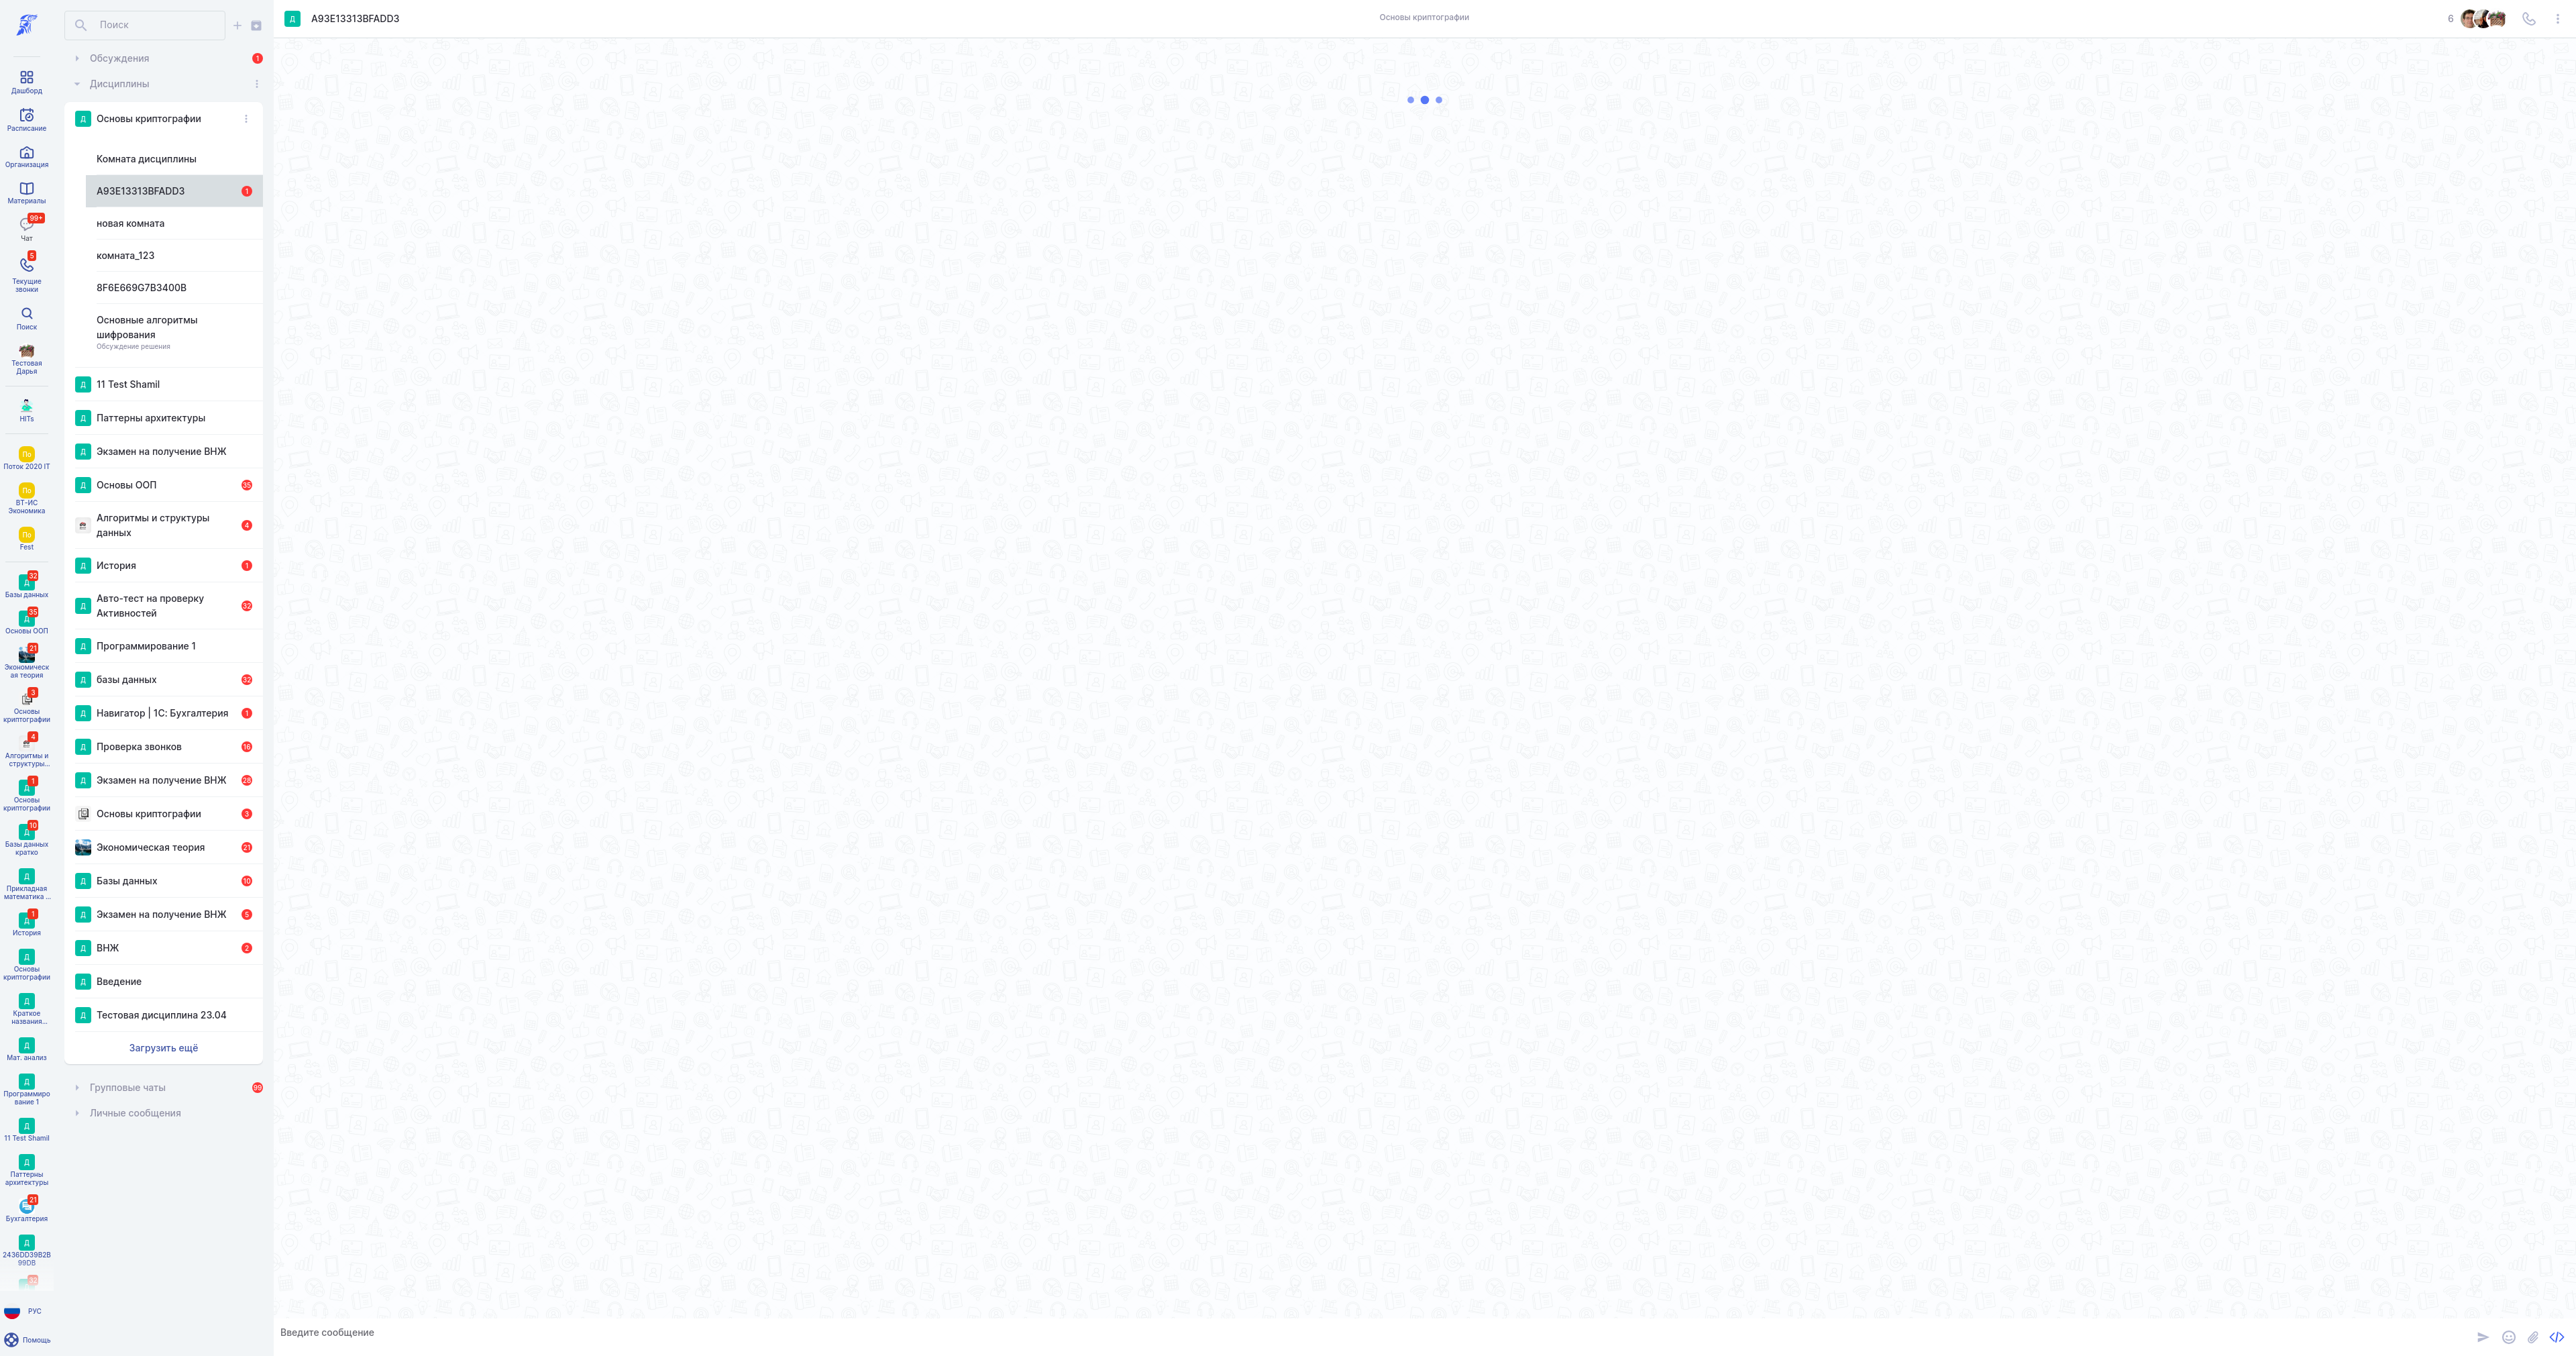 Дашборд
Расписание
Организация
Материалы
99+
Чат
5
Текущие
звонки
Поиск
Тестовая
Дарья
HITs
По
Поток 2020 IT
По
ВТ-ИС
Экономика
По
Fest
32
Д
Базы данных
35
Д
Основы ООП
21
Экономическ
ая теория
3
Основы
криптографии
4
Алгоритмы и
структуры...
1
Д
Основы
криптографии
10
Д
Базы данных
кратко
Д
Прикладная
математика ...
1
Д
История
Д
Основы
криптографии
Д
Краткое
названия...
Д
Мат. анализ
Д
Программиро
вание 1
Д
11 Test Shamil
Д
Паттерны
архитектуры
21
Бухгалтерия
Д
2436DD39B2B
99DB
32
РУС
Помощь
Поиск
Обсуждения 1
Дисциплины
Д Основы криптографии
Комната дисциплины
A93E13313BFADD3 1
новая комната
комната_123
8F6E669G7B3400B
Основные алгоритмы
шифрования
Обсуждение решения
Д 11 Test Shamil
Д Паттерны архитектуры
Д Экзамен на получение ВНЖ
Д Основы ООП 35
Алгоритмы и структуры
данных 4
Д История 1
Д Авто-тест на проверку
Активностей 32
Д Программирование 1
Д базы данных 32
Д Навигатор | 1С: Бухгалтерия 1
Д Проверка звонков 16
Д Экзамен на получение ВНЖ 28
Основы криптографии 3
Экономическая теория 21
Д Базы данных 10
Д Экзамен на получение ВНЖ 5
Д ВНЖ 2
Д Введение
Д Тестовая дисциплина 23.04
Загрузить ещё
Групповые чаты 99
Личные сообщения
Д A93E13313BFADD3
Основы криптографии
6
Введите сообщение